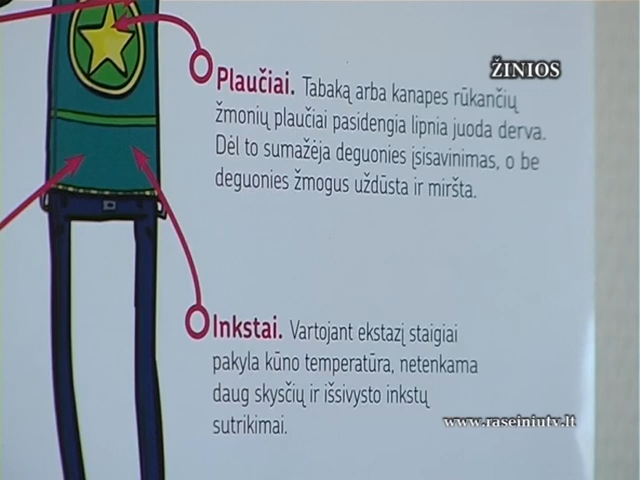 ŽINIOS
Plaučiai. Tabaką arba kanapes rūkančių
žmonių plaučiai pasidengia lipnia juoda derva.
Dėl to sumažėja deguonies įsisavinimas, o be
deguonies žmogus uždūsta ir miršta.
Inkstai. Vartojant ekstazį staigiai
pakyla kūno temperatūra, netenkama
daug skysčių ir išsivysto inkstų
sutrikimai.
www.raseiniutv.lt